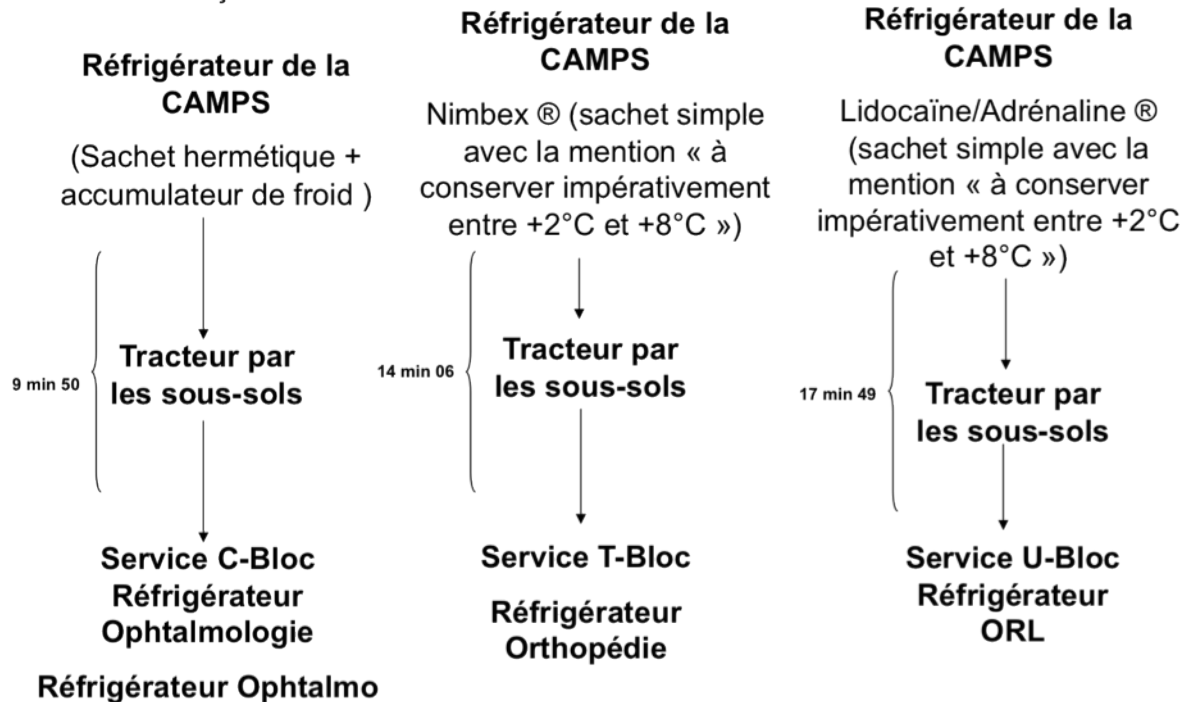 Réfrigérateur de la
CAMPS
(Sachet hermétique +
accumulateur de froid )
9 min 50
Tracteur par
les sous-sols
Service C-Bloc
Réfrigérateur
Ophtalmologie
Réfrigérateur Ophtalmo
Réfrigérateur de la
CAMPS
Nimbex ® (sachet simple
avec la mention « à
conserver impérativement
entre +2°C et +8°C »)
14 min 06
Tracteur par
les sous-sols
Service T-Bloc
Réfrigérateur
Orthopédie
Réfrigérateur de la
CAMPS
Lidocaïne/Adrénaline ®
(sachet simple avec la
mention « à conserver
impérativement entre +2°C
et +8°C »)
17 min 49
Tracteur par
les sous-sols
Service U-Bloc
Réfrigérateur
ORL